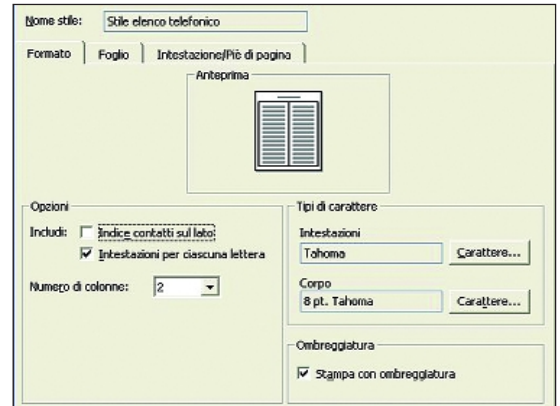 Nome stile: Stile elenco telefonico
Formato Foglio Intestazione/Piè di pagina
Anteprima
Opzioni
Includi: Indice contatti sul lato
Intestazioni per ciascuna lettera
Numero di colonne: 2
Tipi di carattere
Intestazioni
Tahoma Carattere...
Corpo
8 pt. Tahoma Carattere...
Ombreggiatura
Stampa con ombreggiatura